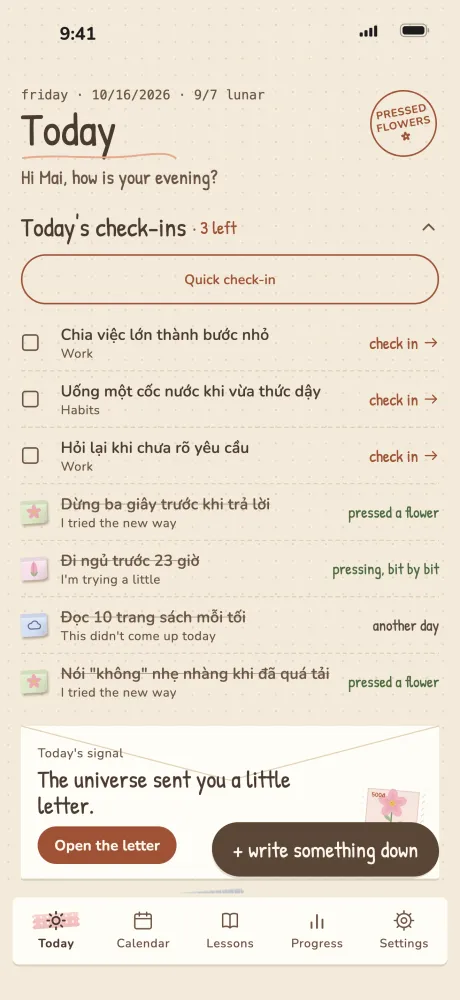 9:41
friday · 10/16/2026 · 9/7 lunar
Today
PRESSED
FLOWERS
Hi Mai, how is your evening?
Today's check-ins · 3 left
Quick check-in
Chia việc lớn thành bước nhỏ
Work
check in →
Uống một cốc nước khi vừa thức dậy
Habits
check in →
Hỏi lại khi chưa rõ yêu cầu
Work
check in →
Dừng ba giây trước khi trả lời
I tried the new way
pressed a flower
Đi ngủ trước 23 giờ
I'm trying a little
pressing, bit by bit
Đọc 10 trang sách mỗi tối
This didn't come up today
another day
Nói "không" nhẹ nhàng khi đã quá tải
I tried the new way
pressed a flower
Today's signal
The universe sent you a little
letter.
Open the letter
+ write something down
Today
Calendar
Lessons
Progress
Settings